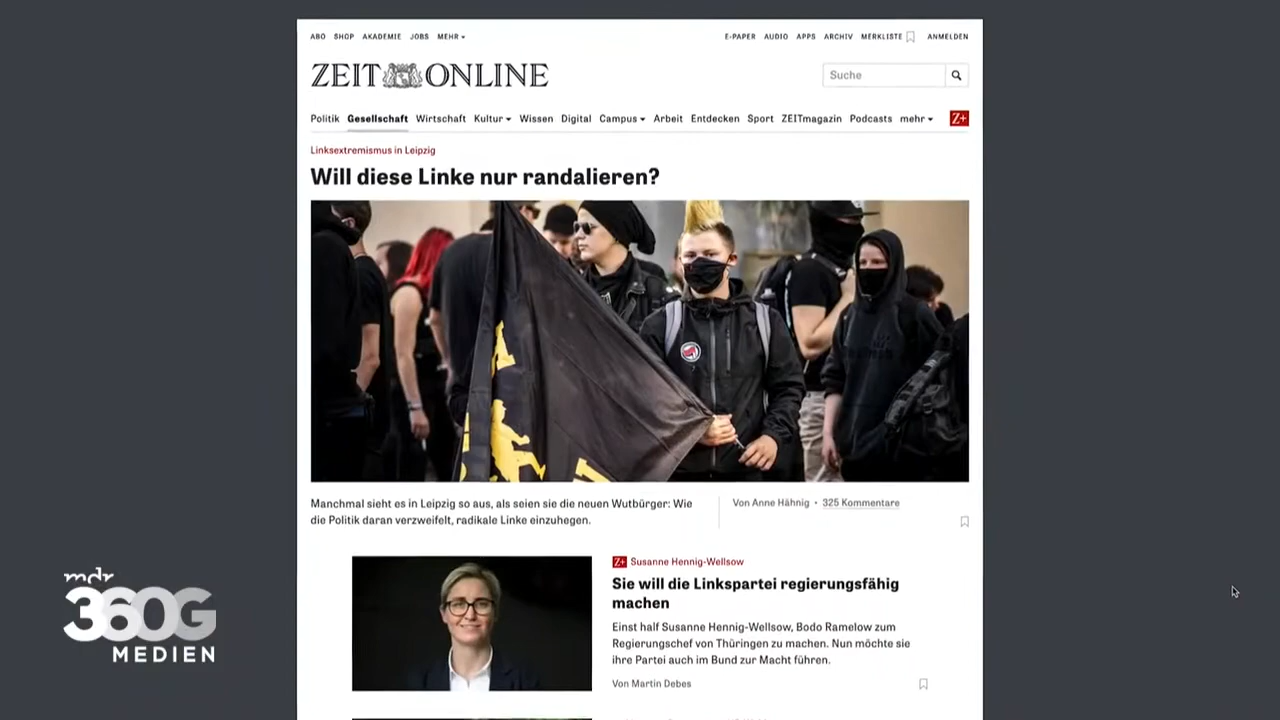 ABO SHOP AKADEMIE JOBS MEHR
E-PAPER AUDIO APPS ARCHIV MERKLISTE ANMELDEN
ZEIT ONLINE
Suche
Politik Gesellschaft Wirtschaft Kultur Wissen Digital Campus Arbeit Entdecken Sport ZEITmagazin Podcasts mehr Z+
Linksextremismus in Leipzig
Will diese Linke nur randalieren?
Manchmal sieht es in Leipzig so aus, als seien sie die neuen Wutbürger: Wie
die Politik daran verzweifelt, radikale Linke einzuhegen.
Von Anne Hähnig • 325 Kommentare
Z+ Susanne Hennig-Wellsow
Sie will die Linkspartei regierungsfähig
machen
Einst half Susanne Hennig-Wellsow, Bodo Ramelow zum
Regierungschef von Thüringen zu machen. Nun möchte sie
ihre Partei auch im Bund zur Macht führen.
Von Martin Debes
mdr
360G
MEDIEN